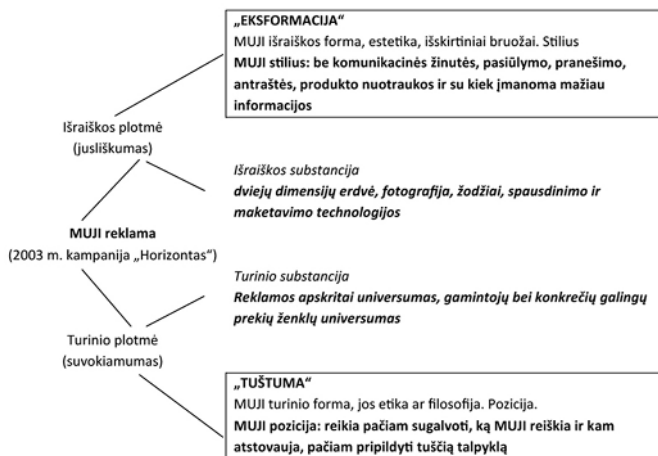 „EKSFORMACIJA“
MUJI išraiškos forma, estetika, išskirtiniai bruožai. Stilius
MUJI stilius: be komunikacinės žinutės, pasiūlymo, pranešimo,
antraštės, produkto nuotraukos ir su kiek įmanoma mažiau
informacijos
Išraiškos plotmė
(jusliškumas)
Išraiškos substancija
dviejų dimensijų erdvė, fotografija, žodžiai, spausdinimo ir
maketavimo technologijos
MUJI reklama
(2003 m. kampanija „Horizontas“)
Turinio substancija
Reklamos apskritai universumas, gamintojų bei konkrečių galingų
prekių ženklų universumas
Turinio plotmė
(suvokiamumas)
„TUŠTUMA“
MUJI turinio forma, jos etika ar filosofija. Pozicija.
MUJI pozicija: reikia pačiam sugalvoti, ką MUJI reiškia ir kam
atstovauja, pačiam pripildyti tuščią talpyklą